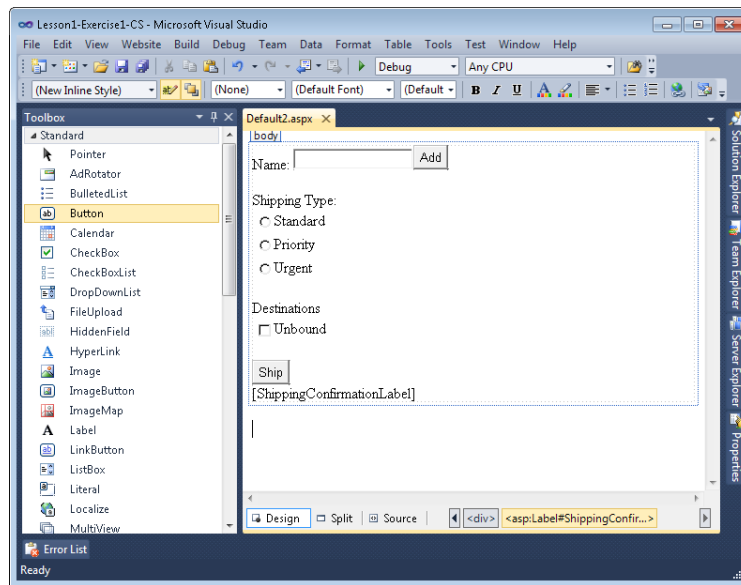 Lesson1-Exercise1-CS - Microsoft Visual Studio
File Edit View Website Build Debug Team Data Format Table Tools Test Window Help
Debug Any CPU
(New Inline Style) (None) (Default Font) (Default B I U A
Toolbox
Standard
Pointer
AdRotator
BulletedList
Button
Calendar
CheckBox
CheckBoxList
DropDownList
FileUpload
HiddenField
HyperLink
Image
ImageButton
ImageMap
Label
LinkButton
ListBox
Literal
Localize
MultiView
Default2.aspx
body
Name: Add
Shipping Type:
Standard
Priority
Urgent
Destinations
Unbound
Ship
[ShippingConfirmationLabel]
Design Split Source <div> <asp:Label#ShippingConfir...>
Solution Explorer
Team Explorer
Server Explorer
Properties
Error List
Ready